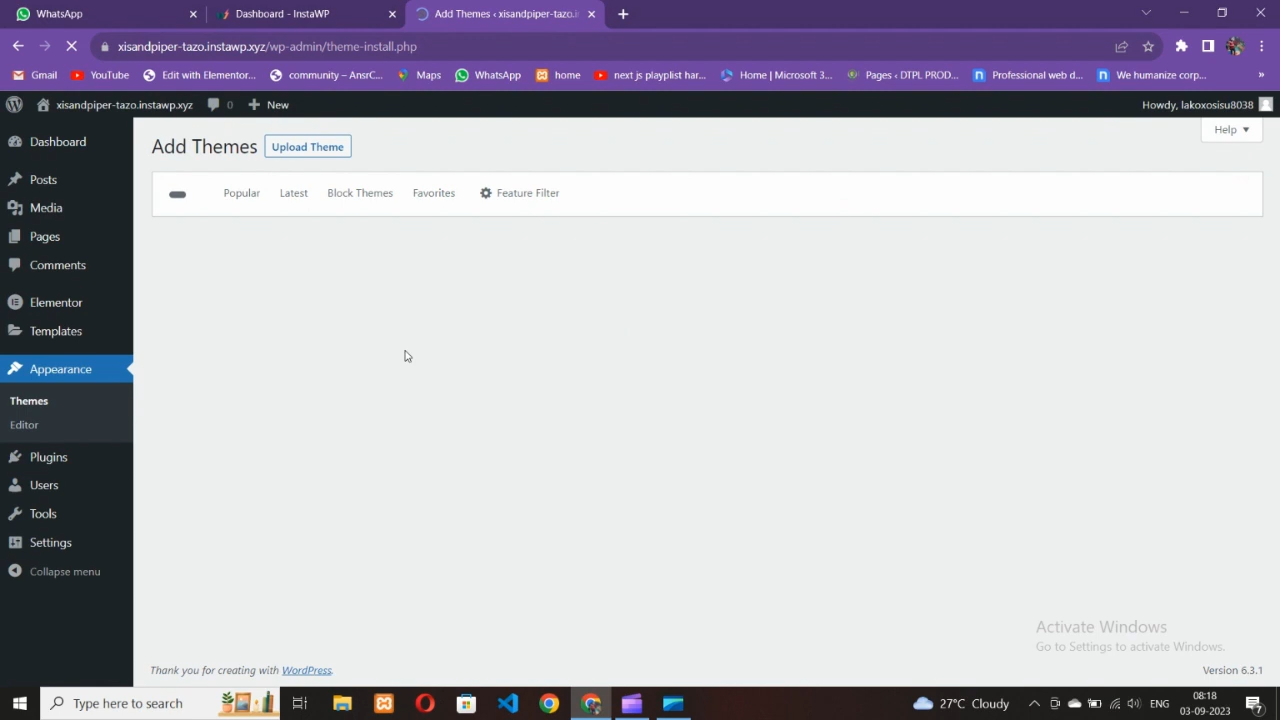 WhatsApp
Dashboard - InstaWP
Add Themes ‹ xisandpiper-tazo.i
xisandpiper-tazo.instawp.xyz/wp-admin/theme-install.php
Gmail
YouTube
Edit with Elementor...
community – AnsrC...
Maps
WhatsApp
home
next js playplist har...
Home | Microsoft 3...
Pages ‹ DTPL PROD...
Professional web d...
We humanize corp...
»
xisandpiper-tazo.instawp.xyz
0
New
Howdy, lakoxosisu8038
Help
Dashboard
Posts
Media
Pages
Comments
Elementor
Templates
Appearance
Themes
Editor
Plugins
Users
Tools
Settings
Collapse menu
Add Themes
Upload Theme
Popular
Latest
Block Themes
Favorites
Feature Filter
Activate Windows
Go to Settings to activate Windows.
Thank you for creating with WordPress.
Version 6.3.1
Type here to search
27°C Cloudy
ENG
08:18
03-09-2023
7